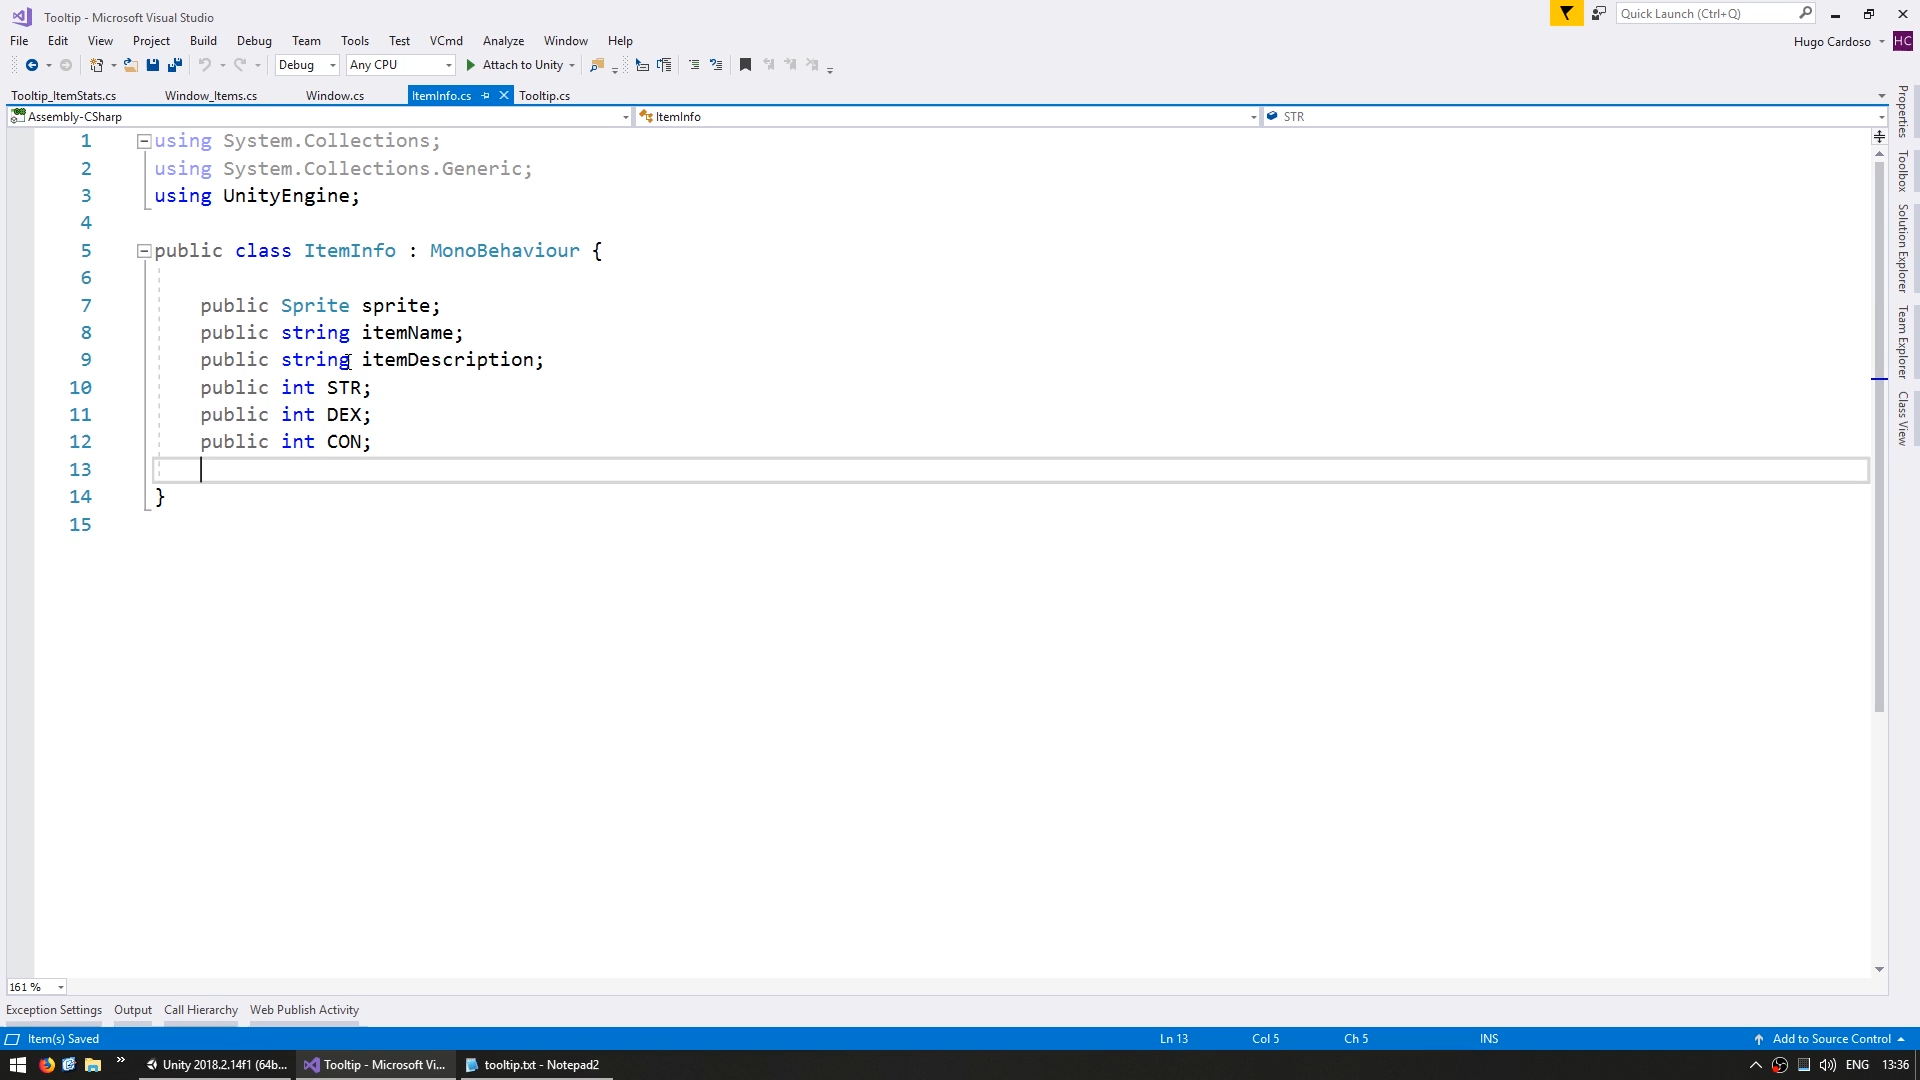 Tooltip - Microsoft Visual Studio
Quick Launch (Ctrl+Q)
File Edit View Project Build Debug Team Tools Test VCmd Analyze Window Help
Hugo Cardoso HC
Debug Any CPU Attach to Unity
Tooltip_ItemStats.cs Window_Items.cs Window.cs ItemInfo.cs Tooltip.cs
Assembly-CSharp ItemInfo STR
1 using System.Collections;
2 using System.Collections.Generic;
3 using UnityEngine;
4
5 public class ItemInfo : MonoBehaviour {
6
7 public Sprite sprite;
8 public string itemName;
9 public string itemDescription;
10 public int STR;
11 public int DEX;
12 public int CON;
13
14 }
15
Properties
Toolbox
Solution Explorer
Team Explorer
Class View
161 %
Exception Settings Output Call Hierarchy Web Publish Activity
Item(s) Saved Ln 13 Col 5 Ch 5 INS Add to Source Control
Unity 2018.2.14f1 (64b... Tooltip - Microsoft Vi... tooltip.txt - Notepad2 ENG 13:36